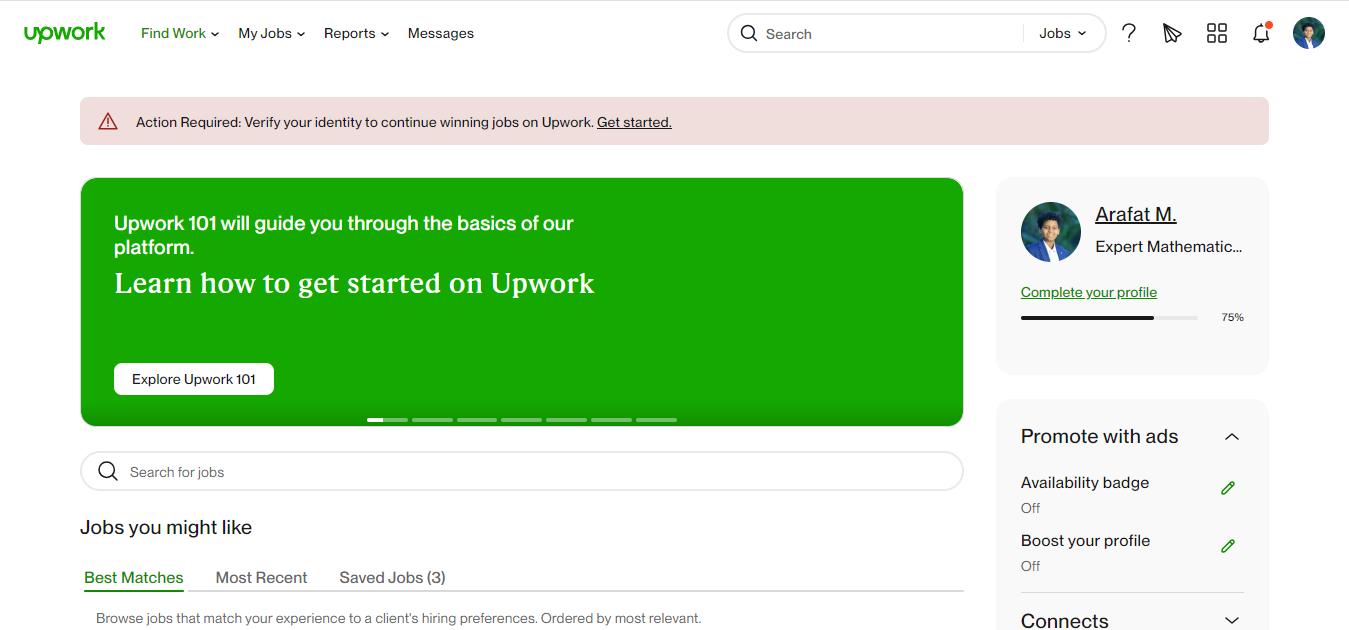 upwork Find Work My Jobs Reports Messages Search Jobs
Action Required: Verify your identity to continue winning jobs on Upwork. Get started.
Upwork 101 will guide you through the basics of our
platform.
Learn how to get started on Upwork
Explore Upwork 101
Arafat M.
Expert Mathematic...
Complete your profile
75%
Search for jobs
Jobs you might like
Best Matches Most Recent Saved Jobs (3)
Browse jobs that match your experience to a client's hiring preferences. Ordered by most relevant.
Promote with ads
Availability badge
Off
Boost your profile
Off
Connects